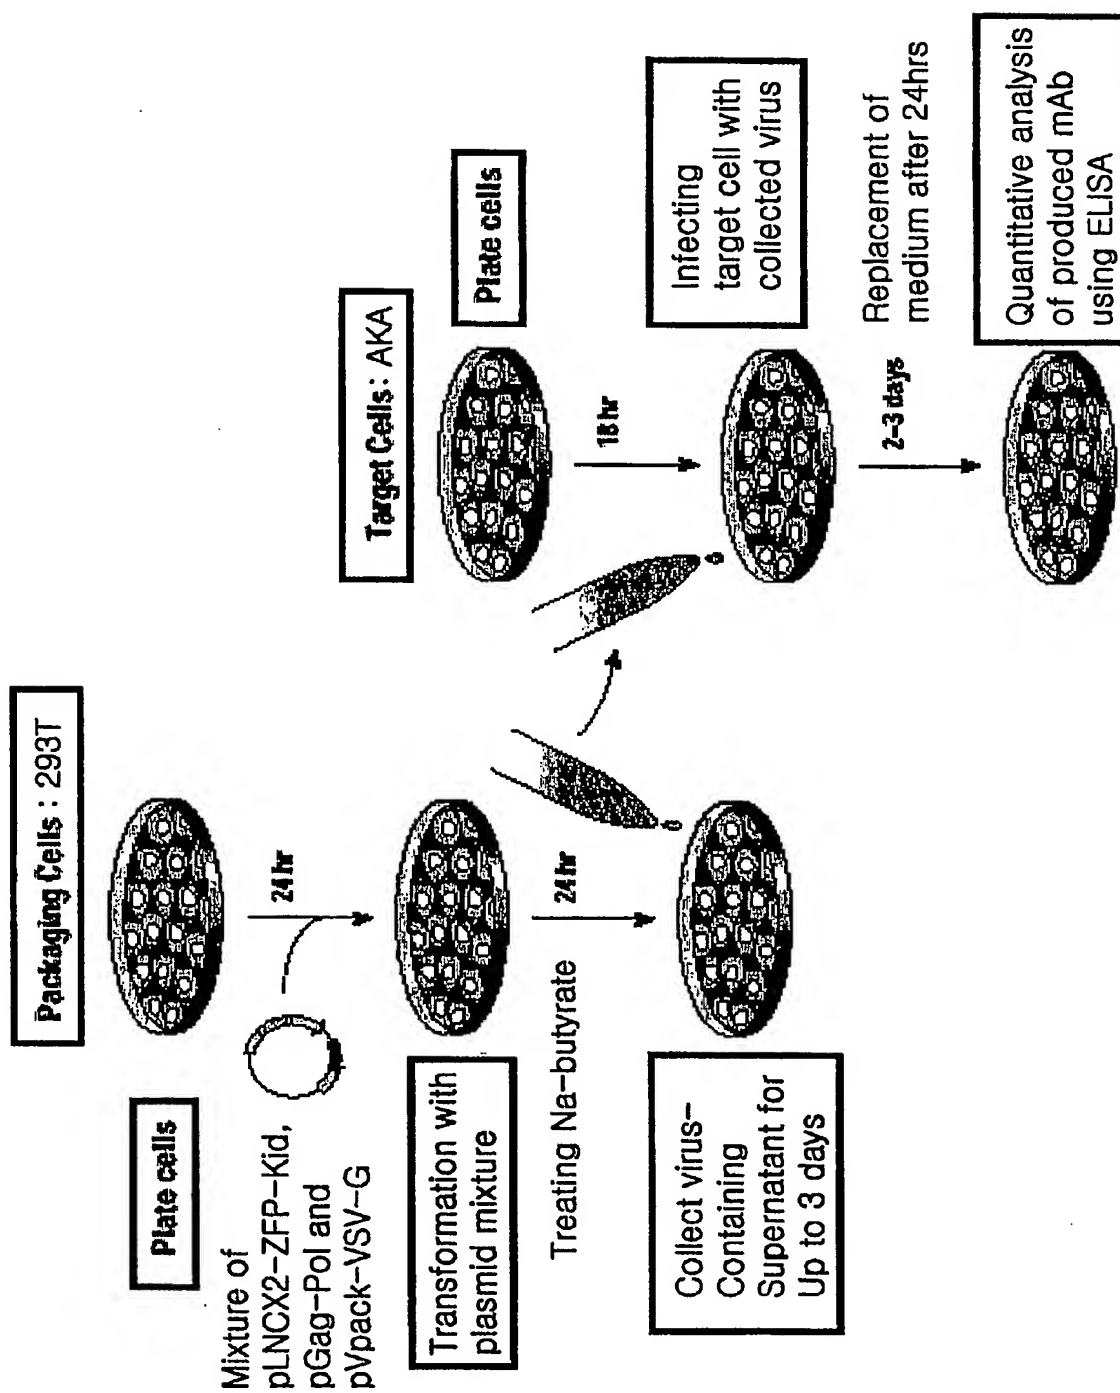 Packaging Cells : 293T
Plate cells
24 hr
Mixture of
pLNCX2-ZFP-Kid,
pGag-Pol and
pVpack-VSV-G
Transformation with
plasmid mixture
24 hr
Treating Na-butyrate
Collect virus-
Containing
Supernatant for
Up to 3 days
Target Cells: AKA
Plate cells
18 hr
Infecting
target cell with
collected virus
2-3 days
Replacement of
medium after 24hrs
Quantitative analysis
of produced mAb
using ELISA